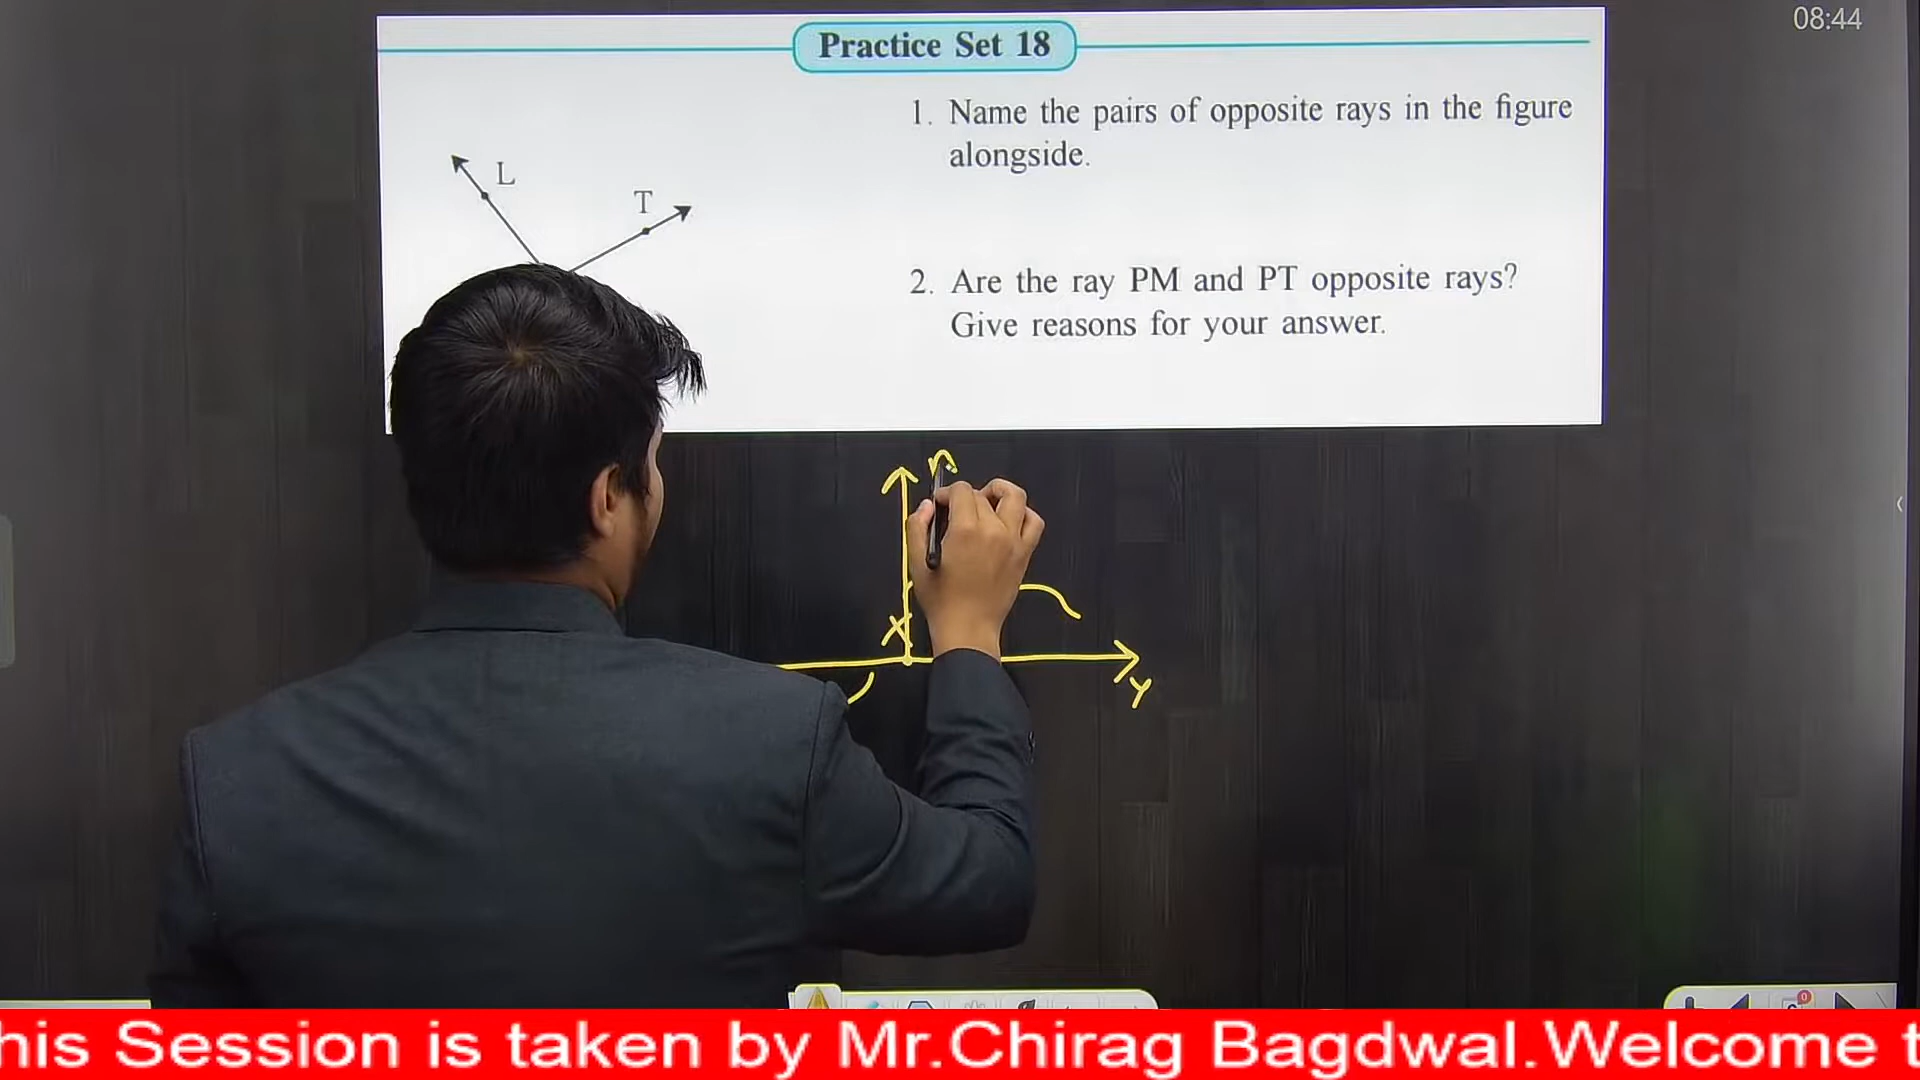 08:44
Practice Set 18
1. Name the pairs of opposite rays in the figure
alongside.
L
T
2. Are the ray PM and PT opposite rays?
Give reasons for your answer.
X
Y
his Session is taken by Mr.Chirag Bagdwal.Welcome t